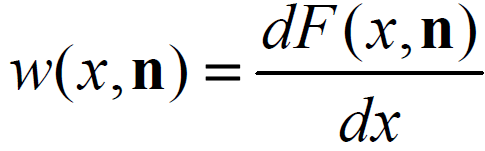 w(x,n) = dF(x,n)/dx